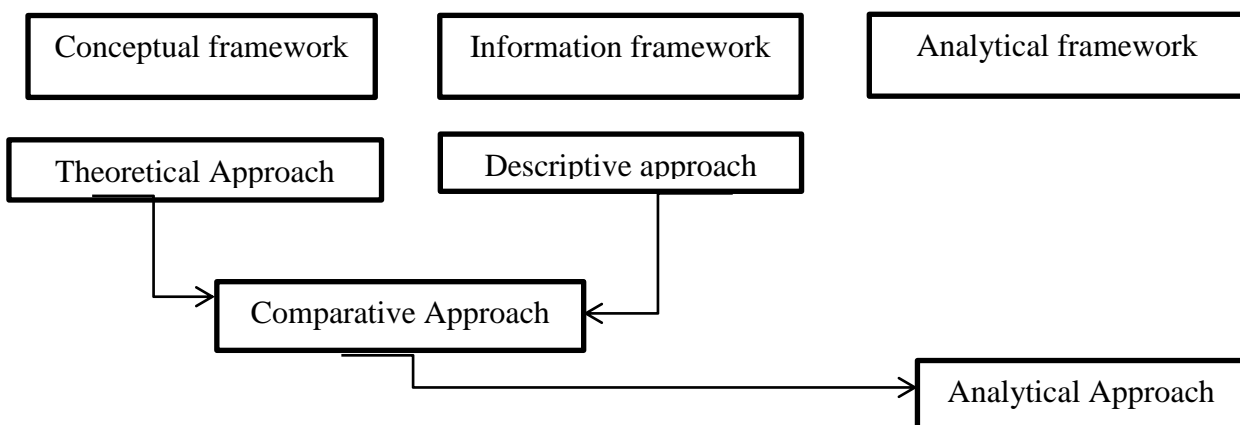 Conceptual framework
Information framework
Analytical framework
Theoretical Approach
Descriptive approach
Comparative Approach
Analytical Approach